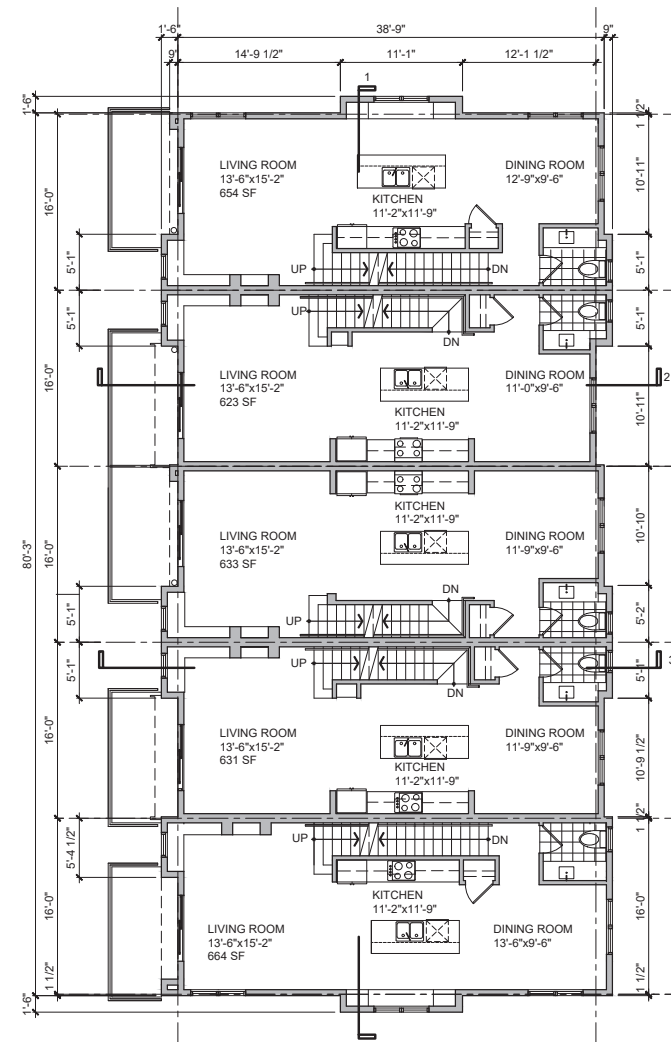 1'-6"
38'-9"
9"
9"
14'-9 1/2"
11'-1"
12'-1 1/2"
1
1'-6"
1 1/2"
LIVING ROOM
13'-6"x15'-2"
654 SF
DINING ROOM
12'-9"x9'-6"
KITCHEN
11'-2"x11'-9"
16'-0"
10'-11"
5'-1"
5'-1"
UP
DN
5'-1"
5'-1"
UP
DN
LIVING ROOM
13'-6"x15'-2"
623 SF
DINING ROOM
11'-0"x9'-6"
KITCHEN
11'-2"x11'-9"
16'-0"
2
10'-11"
80'-3"
KITCHEN
11'-2"x11'-9"
LIVING ROOM
13'-6"x15'-2"
633 SF
DINING ROOM
11'-9"x9'-6"
16'-0"
10'-10"
5'-1"
5'-2"
DN
UP
5'-1"
5'-1"
3
UP
DN
LIVING ROOM
13'-6"x15'-2"
631 SF
DINING ROOM
11'-9"x9'-6"
KITCHEN
11'-2"x11'-9"
16'-0"
10'-9 1/2"
1 1/2"
5'-4 1/2"
UP
DN
KITCHEN
11'-2"x11'-9"
LIVING ROOM
13'-6"x15'-2"
664 SF
DINING ROOM
13'-6"x9'-6"
16'-0"
16'-0"
1 1/2"
1 1/2"
1'-6"